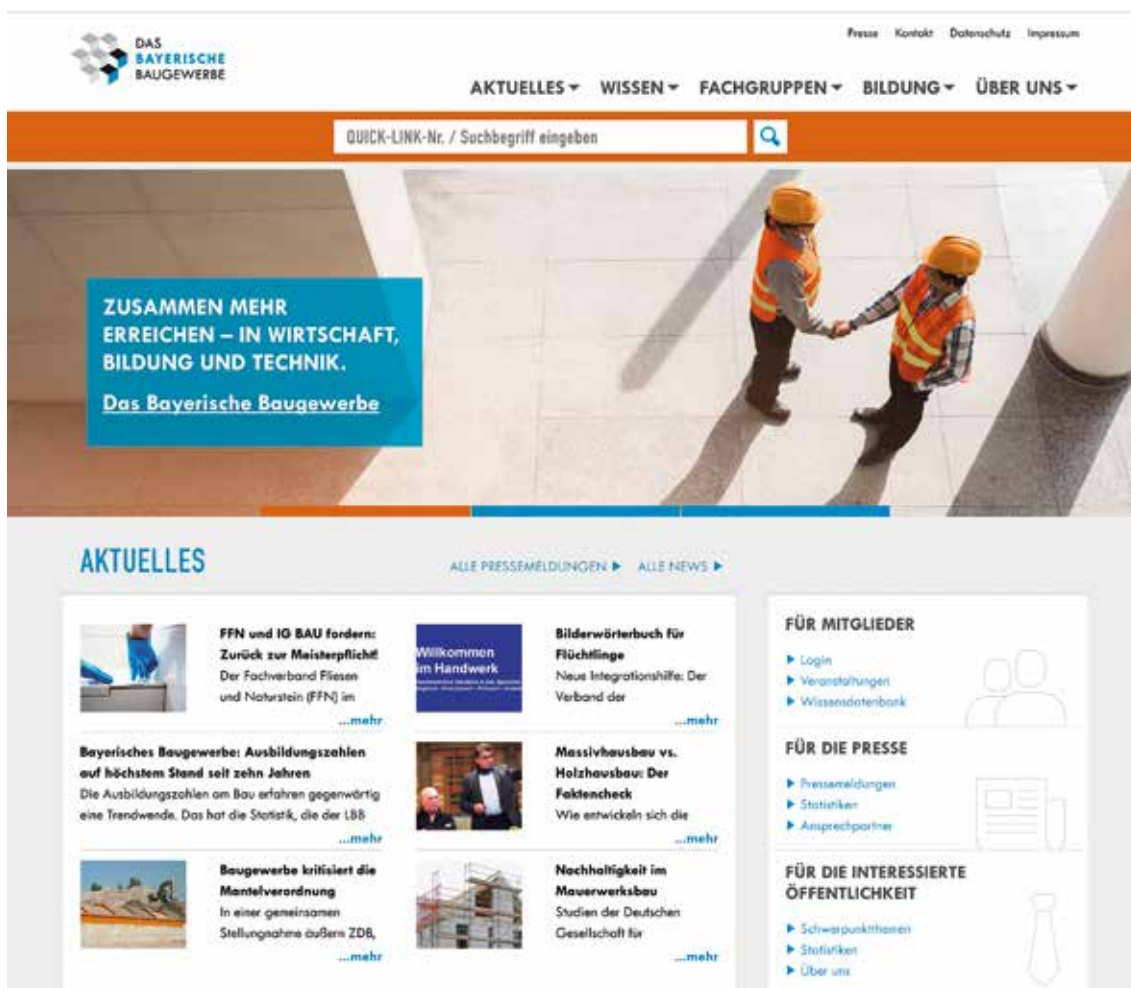 DAS
BAYERISCHE
BAUGEWERBE
Presse Kontakt Datenschutz Impressum
AKTUELLES WISSEN FACHGRUPPEN BILDUNG ÜBER UNS
QUICK-LINK-Nr. / Suchbegriff eingeben
ZUSAMMEN MEHR
ERREICHEN – IN WIRTSCHAFT,
BILDUNG UND TECHNIK.
Das Bayerische Baugewerbe
AKTUELLES
ALLE PRESSEMELDUNGEN ALLE NEWS
FFN und IG BAU fordern:
Zurück zur Meisterpflicht!
Der Fachverband Fliesen
und Naturstein (FFN) im
...mehr
Willkommen
im Handwerk
Bilderwörterbuch für
Flüchtlinge
Neue Integrationshilfe: Der
Verband der
...mehr
Bayerisches Baugewerbe: Ausbildungszahlen
auf höchstem Stand seit zehn Jahren
Die Ausbildungszahlen am Bau erfahren gegenwärtig
eine Trendwende. Das hat die Statistik, die der LBB
...mehr
Massivhausbau vs.
Holzhausbau: Der
Faktencheck
Wie entwickeln sich die
...mehr
Baugewerbe kritisiert die
Mantelverordnung
In einer gemeinsamen
Stellungnahme äußern ZDB,
...mehr
Nachhaltigkeit im
Mauerwerksbau
Studien der Deutschen
Gesellschaft für
...mehr
FÜR MITGLIEDER
Login
Veranstaltungen
Wissensdatenbank
FÜR DIE PRESSE
Pressemeldungen
Statistiken
Ansprechpartner
FÜR DIE INTERESSIERTE
ÖFFENTLICHKEIT
Schwerpunktthemen
Statistiken
Über uns